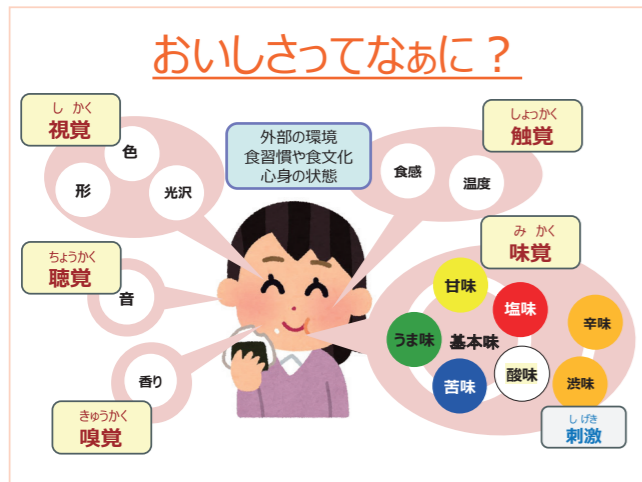 おいしさってなぁに？
し かく
視覚
色
形
光沢
外部の環境
食習慣や食文化
心身の状態
しょっかく
触覚
食感
温度
ちょうかく
聴覚
音
み かく
味覚
甘味
塩味
うま味
基本味
苦味
酸味
辛味
渋味
し げき
刺激
香り
きゅうかく
嗅覚